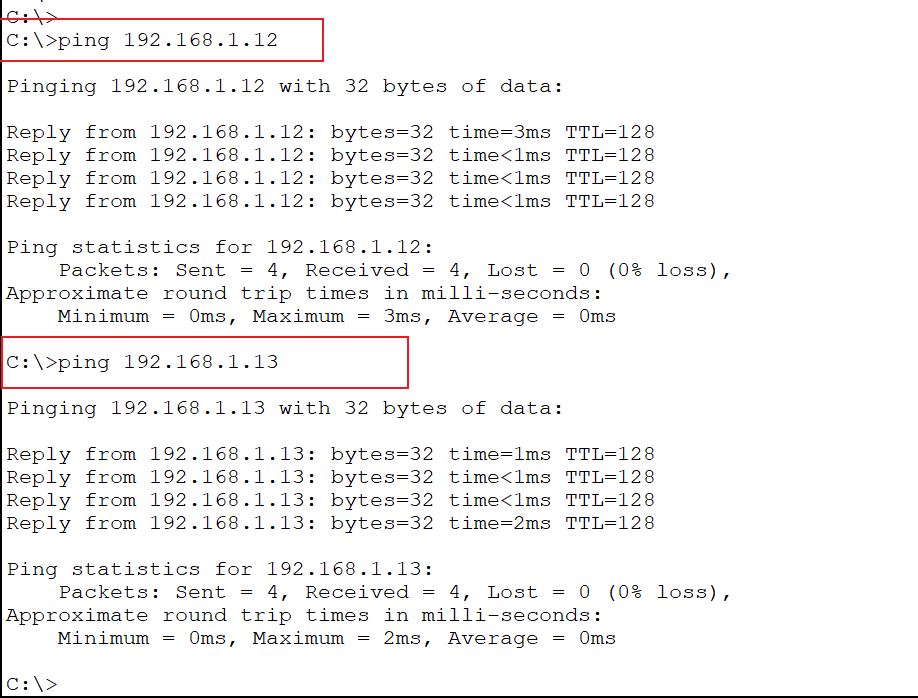 C:\>
C:\>ping 192.168.1.12
Pinging 192.168.1.12 with 32 bytes of data:
Reply from 192.168.1.12: bytes=32 time=3ms TTL=128
Reply from 192.168.1.12: bytes=32 time<1ms TTL=128
Reply from 192.168.1.12: bytes=32 time<1ms TTL=128
Reply from 192.168.1.12: bytes=32 time<1ms TTL=128
Ping statistics for 192.168.1.12:
    Packets: Sent = 4, Received = 4, Lost = 0 (0% loss),
Approximate round trip times in milli-seconds:
    Minimum = 0ms, Maximum = 3ms, Average = 0ms
C:\>ping 192.168.1.13
Pinging 192.168.1.13 with 32 bytes of data:
Reply from 192.168.1.13: bytes=32 time=1ms TTL=128
Reply from 192.168.1.13: bytes=32 time<1ms TTL=128
Reply from 192.168.1.13: bytes=32 time<1ms TTL=128
Reply from 192.168.1.13: bytes=32 time=2ms TTL=128
Ping statistics for 192.168.1.13:
    Packets: Sent = 4, Received = 4, Lost = 0 (0% loss),
Approximate round trip times in milli-seconds:
    Minimum = 0ms, Maximum = 2ms, Average = 0ms
C:\>